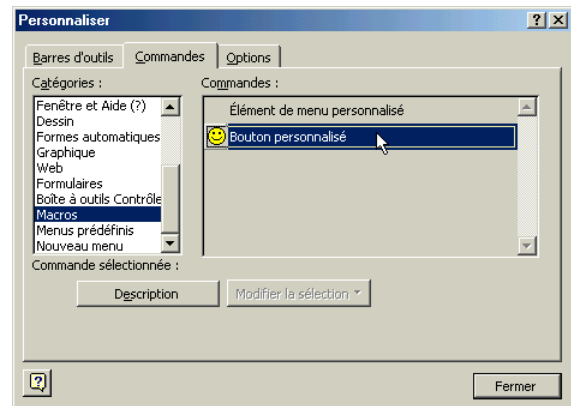 Personnaliser
Barres d'outils Commandes Options
Catégories : Commandes :
Fenêtre et Aide (?)
Dessin
Formes automatiques
Graphique
Web
Formulaires
Boîte à outils Contrôle
Macros
Menus prédéfinis
Nouveau menu
Élément de menu personnalisé
Bouton personnalisé
Commande sélectionnée :
Description Modifier la sélection
Fermer